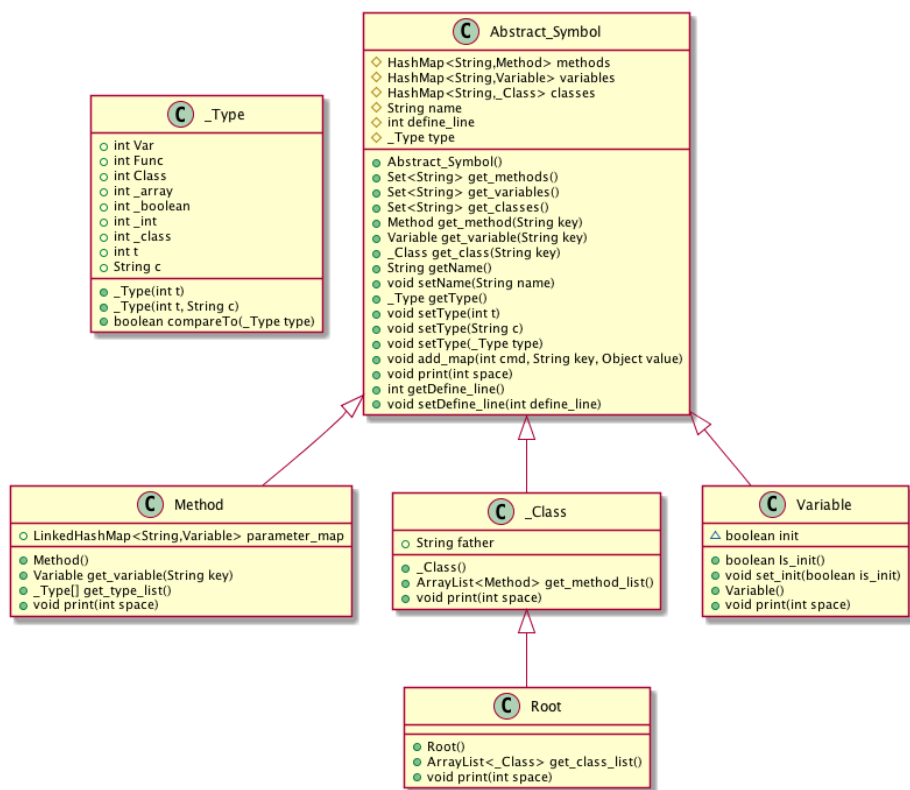 C Abstract_Symbol
HashMap<String,Method> methods
HashMap<String,Variable> variables
HashMap<String,_Class> classes
String name
int define_line
_Type type
Abstract_Symbol()
Set<String> get_methods()
Set<String> get_variables()
Set<String> get_classes()
Method get_method(String key)
Variable get_variable(String key)
_Class get_class(String key)
String getName()
void setName(String name)
_Type getType()
void setType(int t)
void setType(String c)
void setType(_Type type)
void add_map(int cmd, String key, Object value)
void print(int space)
int getDefine_line()
void setDefine_line(int define_line)
C _Type
int Var
int Func
int Class
int _array
int _boolean
int _int
int _class
int t
String c
_Type(int t)
_Type(int t, String c)
boolean compareTo(_Type type)
C Method
LinkedHashMap<String,Variable> parameter_map
Method()
Variable get_variable(String key)
_Type[] get_type_list()
void print(int space)
C _Class
String father
_Class()
ArrayList<Method> get_method_list()
void print(int space)
C Variable
boolean init
boolean Is_init()
void set_init(boolean is_init)
Variable()
void print(int space)
C Root
Root()
ArrayList<_Class> get_class_list()
void print(int space)